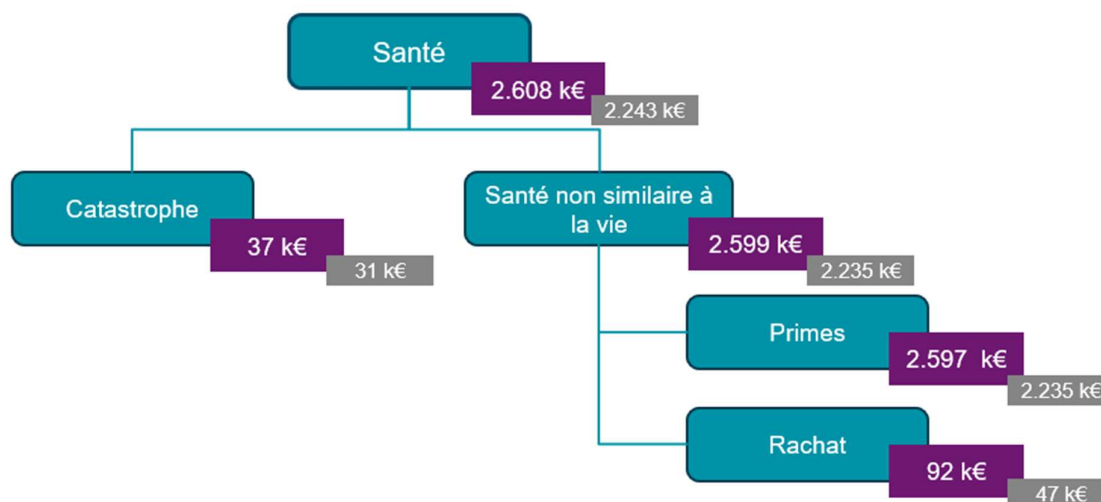 Santé
2.608 k€
2.243 k€
Catastrophe
37 k€
31 k€
Santé non similaire à
la vie
2.599 k€
2.235 k€
Primes
2.597 k€
2.235 k€
Rachat
92 k€
47 k€